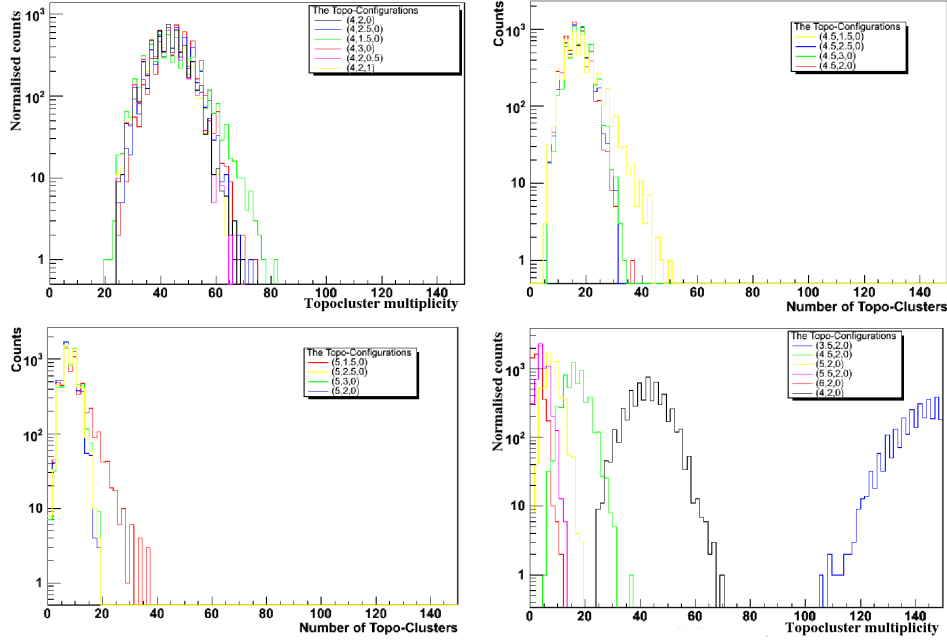 The Topo-Configurations
(4,2,0)
(4,2.5,0)
(4,1.5,0)
(4,3,0)
(4,2,0.5)
(4,2,1)
Normalised counts
10³
10²
10
1
0 20 40 60 80 100 120 140
Topocluster multiplicity
The Topo-Configurations
(4.5,1.5,0)
(4.5,2.5,0)
(4.5,3,0)
(4.5,2,0)
Counts
10³
10²
10
1
0 20 40 60 80 100 120 140
Number of Topo-Clusters
The Topo-Configurations
(5,1.5,0)
(5,2.5,0)
(5,3,0)
(5,2,0)
Counts
10³
10²
10
1
0 20 40 60 80 100 120 140
Number of Topo-Clusters
The Topo-Configurations
(3.5,2,0)
(4.5,2,0)
(5,2,0)
(5.5,2,0)
(6,2,0)
(4,2,0)
Normalised counts
10³
10²
10
1
0 20 40 60 80 100 120 140
Topocluster multiplicity